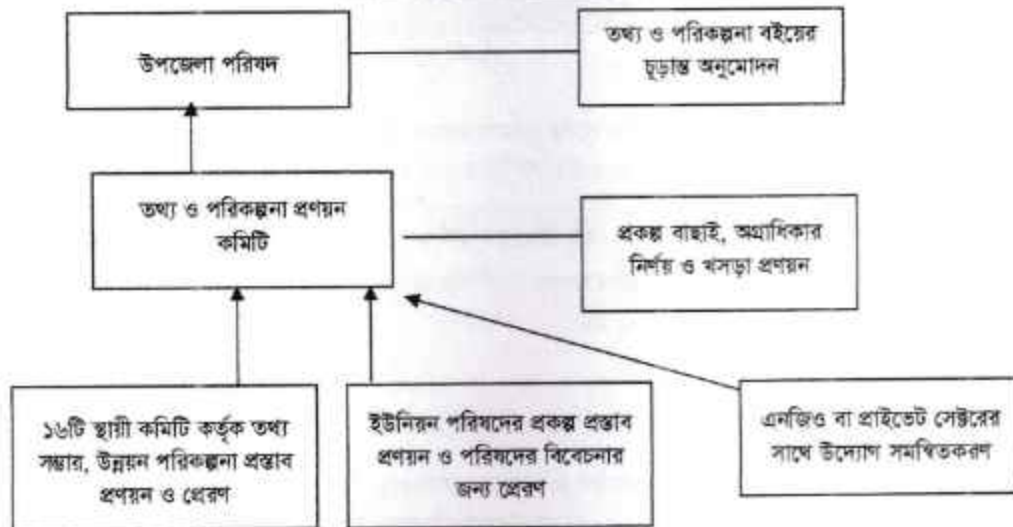 উপজেলা পরিষদ
তথ্য ও পরিকল্পনা বইয়ের
চূড়ান্ত অনুমোদন
তথ্য ও পরিকল্পনা প্রণয়ন
কমিটি
প্রকল্প বাছাই, অগ্রাধিকার
নির্ণয় ও খসড়া প্রণয়ন
১৬টি স্থায়ী কমিটি কর্তৃক তথ্য
সম্ভার, উন্নয়ন পরিকল্পনা প্রস্তাব
প্রণয়ন ও প্রেরণ
ইউনিয়ন পরিষদের প্রকল্প প্রস্তাব
প্রণয়ন ও পরিষদের বিবেচনার
জন্য প্রেরণ
এনজিও বা প্রাইভেট সেক্টরের
সাথে উদ্যোগ সমন্বিতকরণ